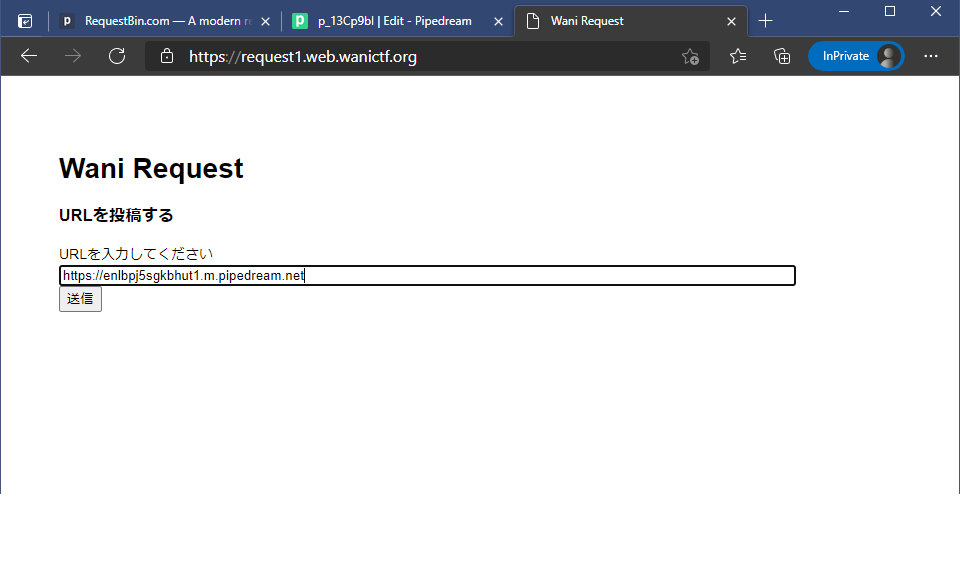 RequestBin.com — A modern re
p_13Cp9bl | Edit - Pipedream
Wani Request
https://request1.web.wanictf.org
InPrivate
Wani Request
URLを投稿する
URLを入力してください
https://enlbpj5sgkbhut1.m.pipedream.net
送信